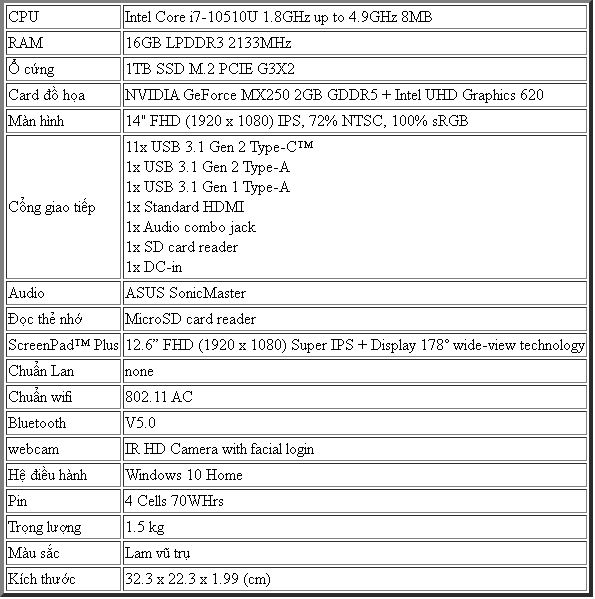 CPU Intel Core i7-10510U 1.8GHz up to 4.9GHz 8MB
RAM 16GB LPDDR3 2133MHz
Ổ cứng 1TB SSD M.2 PCIE G3X2
Card đồ họa NVIDIA GeForce MX250 2GB GDDR5 + Intel UHD Graphics 620
Màn hình 14" FHD (1920 x 1080) IPS, 72% NTSC, 100% sRGB
Cổng giao tiếp
11x USB 3.1 Gen 2 Type-C™
1x USB 3.1 Gen 2 Type-A
1x USB 3.1 Gen 1 Type-A
1x Standard HDMI
1x Audio combo jack
1x SD card reader
1x DC-in
Audio ASUS SonicMaster
Đọc thẻ nhớ MicroSD card reader
ScreenPad™ Plus 12.6” FHD (1920 x 1080) Super IPS + Display 178° wide-view technology
Chuẩn Lan none
Chuẩn wifi 802.11 AC
Bluetooth V5.0
webcam IR HD Camera with facial login
Hệ điều hành Windows 10 Home
Pin 4 Cells 70WHrs
Trọng lượng 1.5 kg
Màu sắc Lam vũ trụ
Kích thước 32.3 x 22.3 x 1.99 (cm)